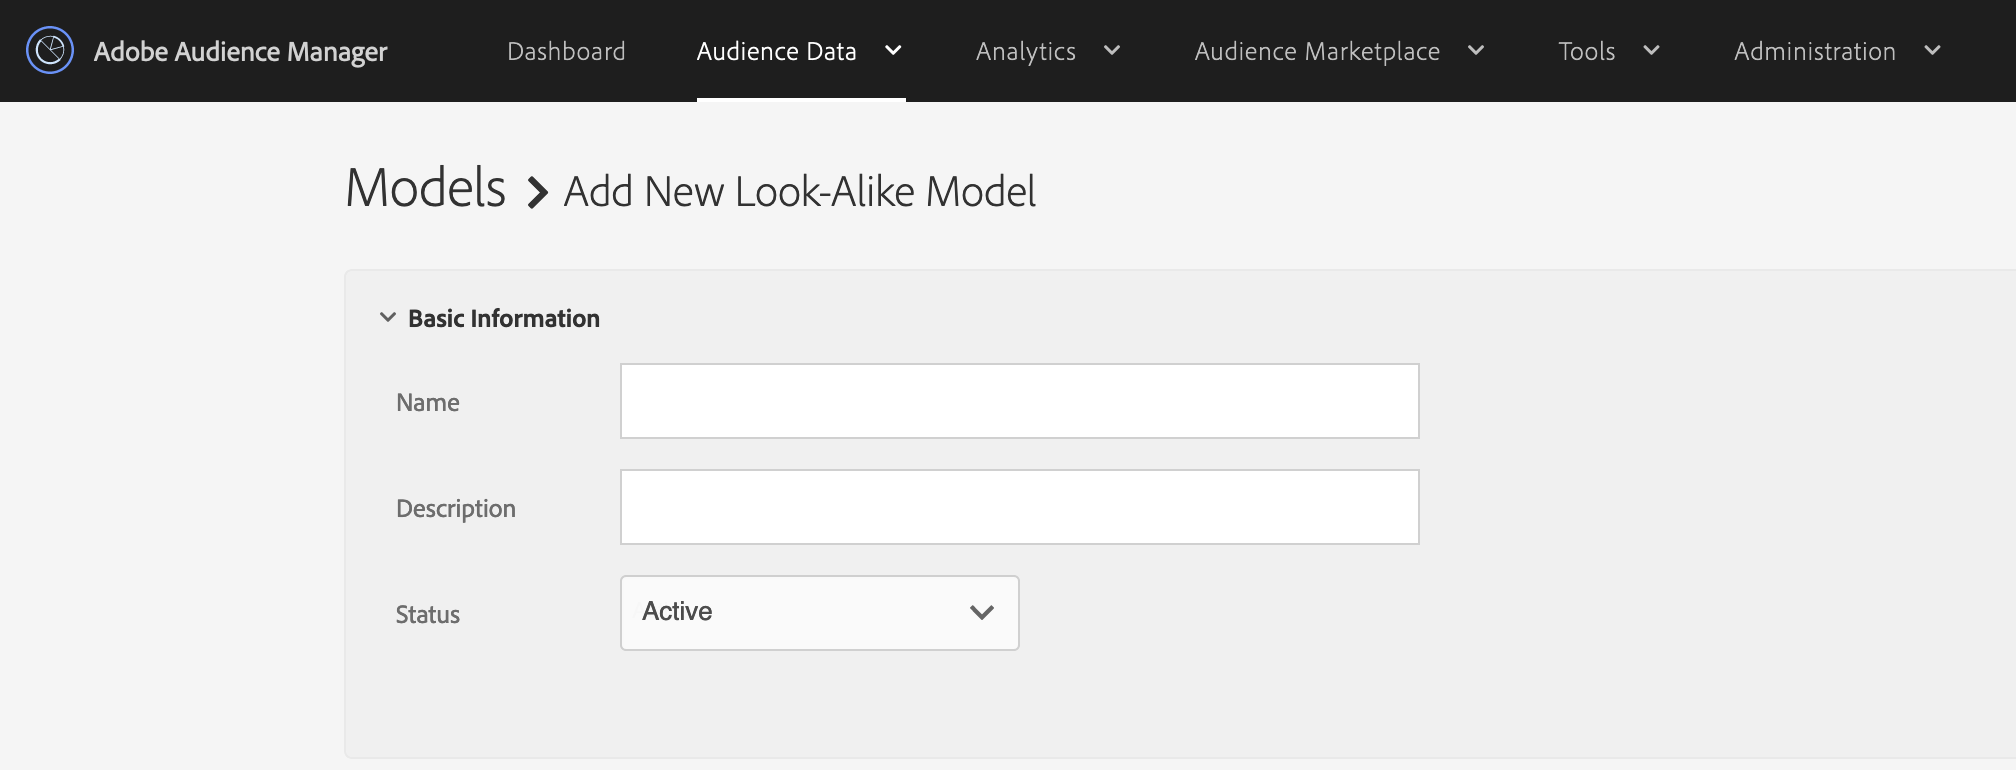 Adobe Audience Manager Dashboard Audience Data Analytics Audience Marketplace Tools Administration
Models Add New Look-Alike Model
Basic Information
Name
Description
Status Active